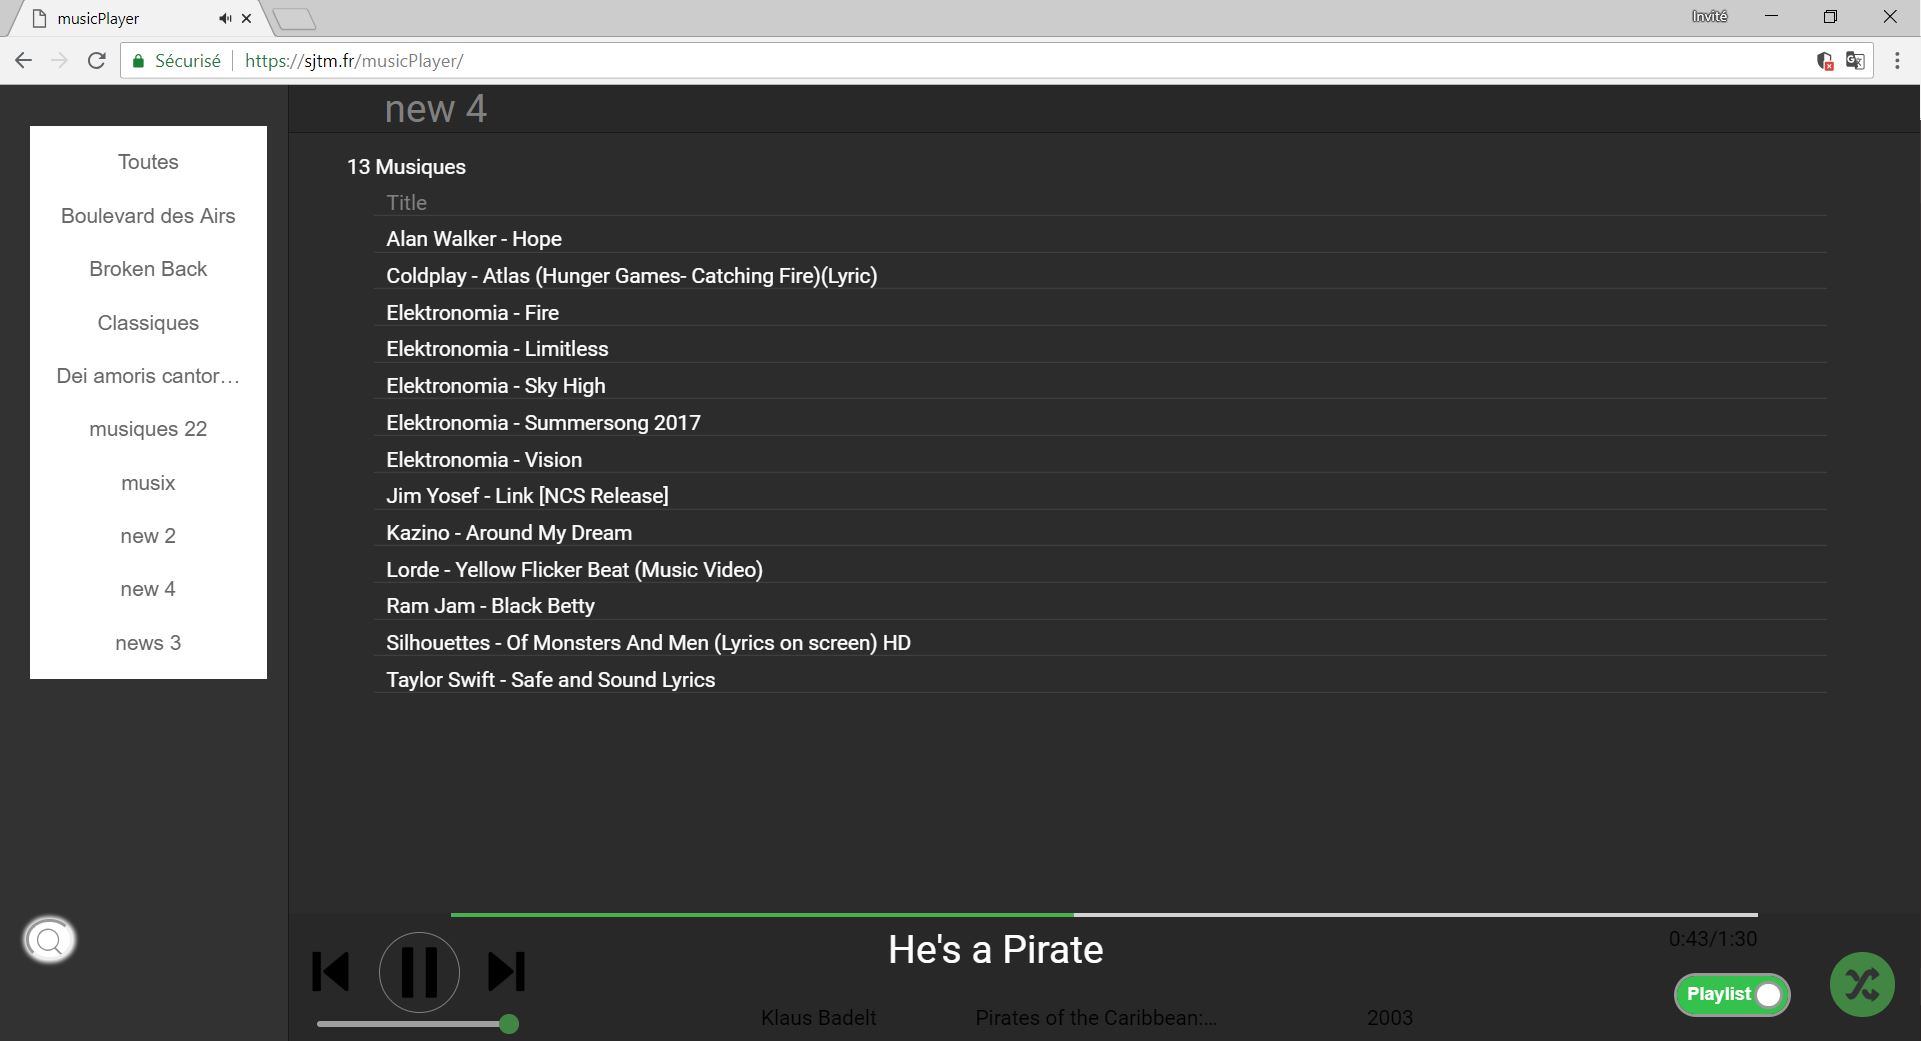 musicPlayer
Invité
Sécurisé
https://sjtm.fr/musicPlayer/
Toutes
Boulevard des Airs
Broken Back
Classiques
Dei amoris cantor…
musiques 22
musix
new 2
new 4
news 3
new 4
13 Musiques
Title
Alan Walker - Hope
Coldplay - Atlas (Hunger Games- Catching Fire)(Lyric)
Elektronomia - Fire
Elektronomia - Limitless
Elektronomia - Sky High
Elektronomia - Summersong 2017
Elektronomia - Vision
Jim Yosef - Link [NCS Release]
Kazino - Around My Dream
Lorde - Yellow Flicker Beat (Music Video)
Ram Jam - Black Betty
Silhouettes - Of Monsters And Men (Lyrics on screen) HD
Taylor Swift - Safe and Sound Lyrics
He's a Pirate
0:43/1:30
Playlist
Klaus Badelt Pirates of the Caribbean:... 2003